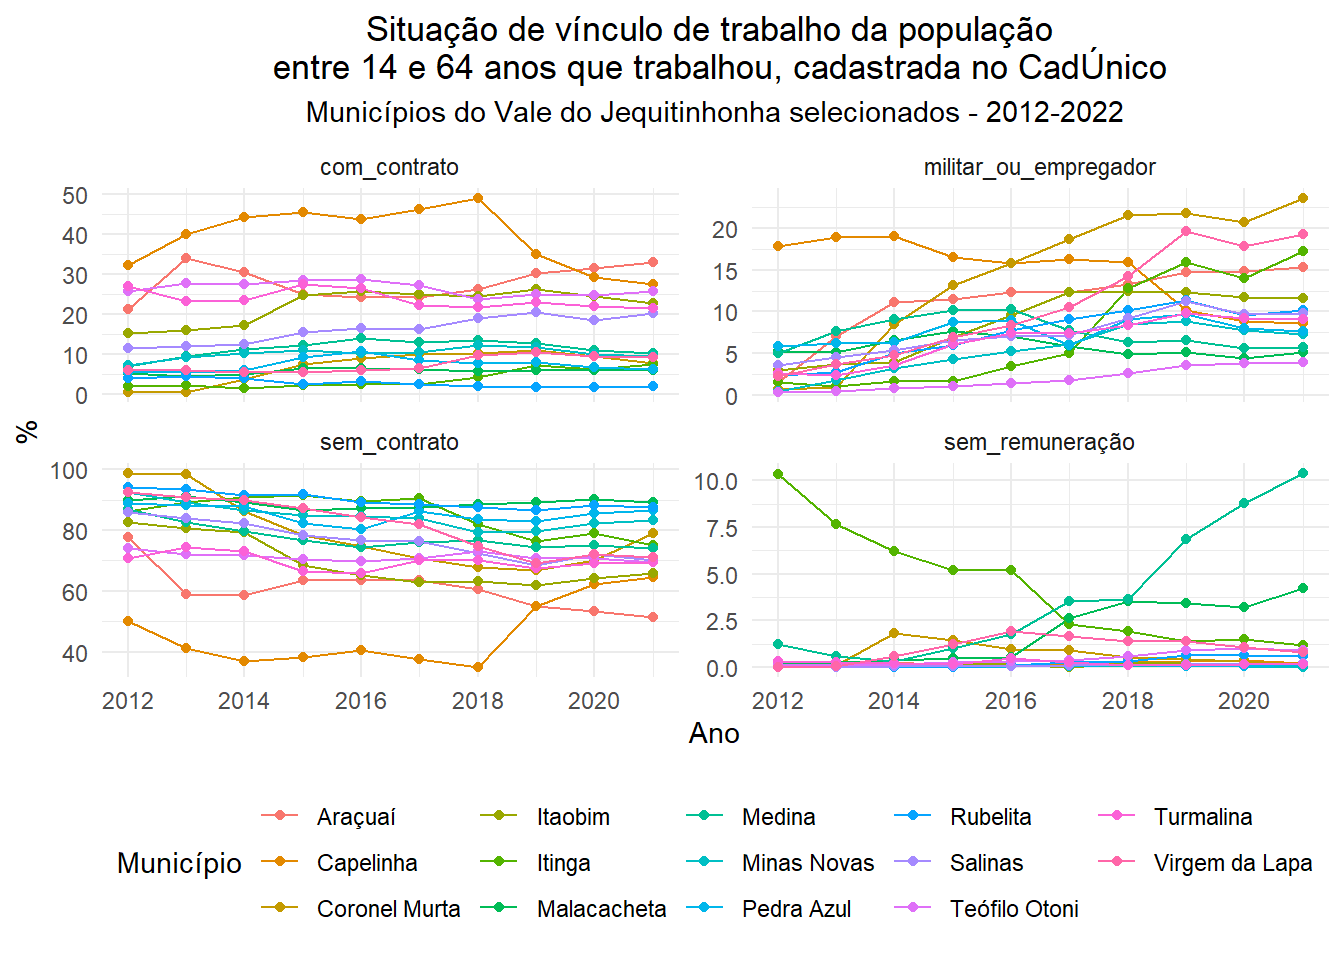 Situação de vínculo de trabalho da população
entre 14 e 64 anos que trabalhou, cadastrada no CadÚnico
Municípios do Vale do Jequitinhonha selecionados - 2012-2022
com_contrato
militar_ou_empregador
50
40
30
20
10
0
20
15
10
5
0
%
sem_contrato
sem_remuneração
100
80
60
40
10.0
7.5
5.0
2.5
0.0
2012 2014 2016 2018 2020
2012 2014 2016 2018 2020
Ano
Município
Araçuaí
Capelinha
Coronel Murta
Itaobim
Itinga
Malacacheta
Medina
Minas Novas
Pedra Azul
Rubelita
Salinas
Teófilo Otoni
Turmalina
Virgem da Lapa